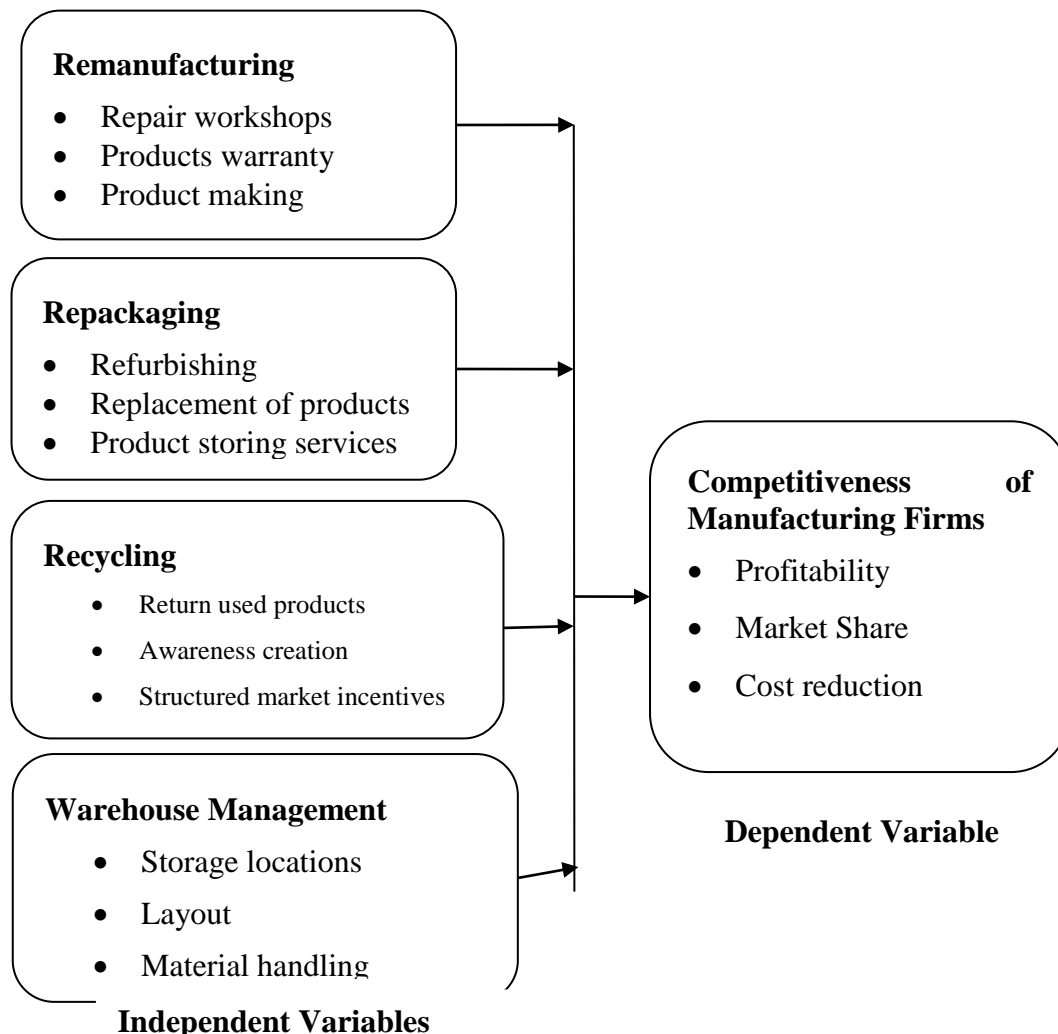 Remanufacturing
• Repair workshops
• Products warranty
• Product making
Repackaging
• Refurbishing
• Replacement of products
• Product storing services
Recycling
• Return used products
• Awareness creation
• Structured market incentives
Warehouse Management
• Storage locations
• Layout
• Material handling
Independent Variables
Competitiveness of
Manufacturing Firms
• Profitability
• Market Share
• Cost reduction
Dependent Variable